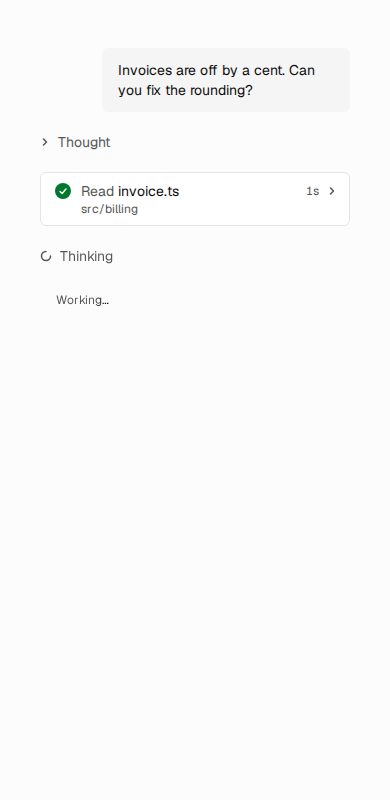 Invoices are off by a cent. Can
you fix the rounding?
Thought
Read invoice.ts 1s
src/billing
Thinking
Working…